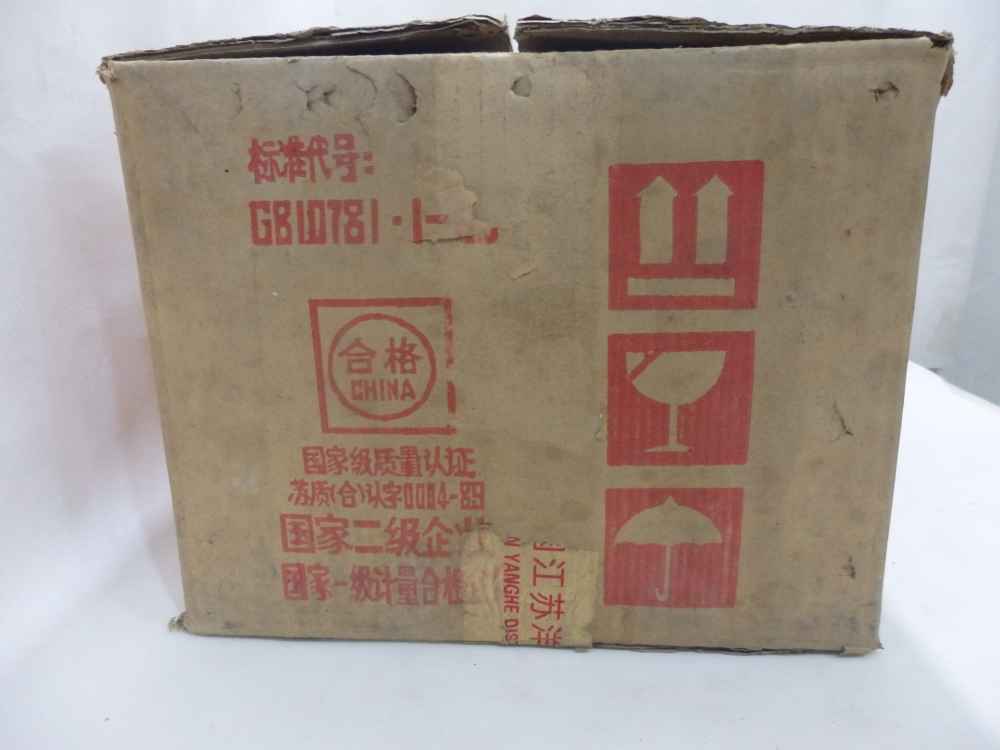 标准代号:
GB10781·1-
合格
CHINA
国家级质量认证
苏质(合)认字0004-89
国家二级企业
国家一级计量合格
江苏洋
N YANGHE DIS